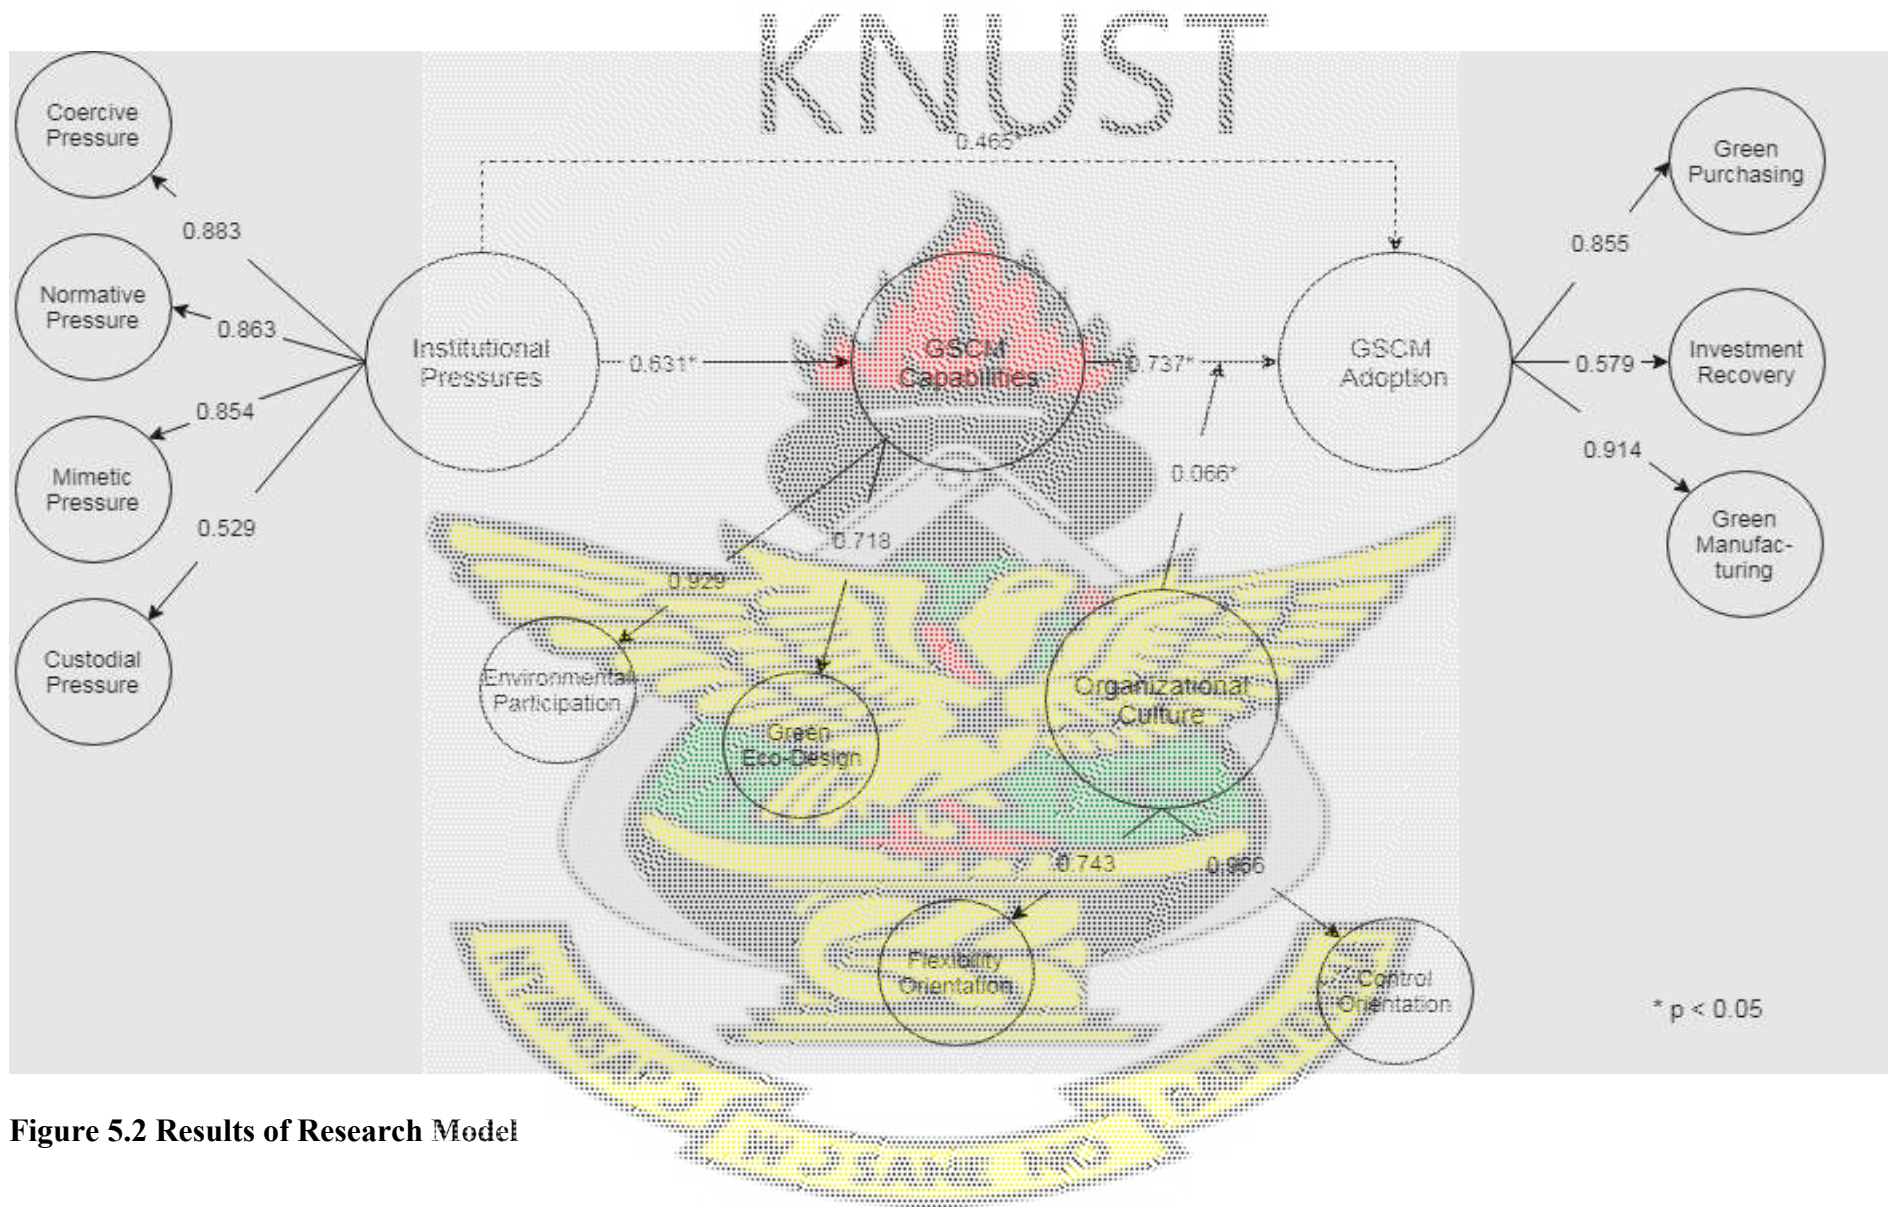 KNUST
0.465*
Coercive
Pressure
0.883
Normative
Pressure
0.863
Mimetic
Pressure
0.854
Custodial
Pressure
0.529
Institutional
Pressures
0.631*
GSCM
Capabilities
0.737*
GSCM
Adoption
0.855
Green
Purchasing
0.579
Investment
Recovery
0.914
Green
Manufac-
turing
0.066*
0.718
0.929
Environmental
Participation
Green
Eco-Design
Organizational
Culture
0.743
0.966
Flexibility
Orientation
Control
Orientation
* p < 0.05
Figure 5.2 Results of Research Model